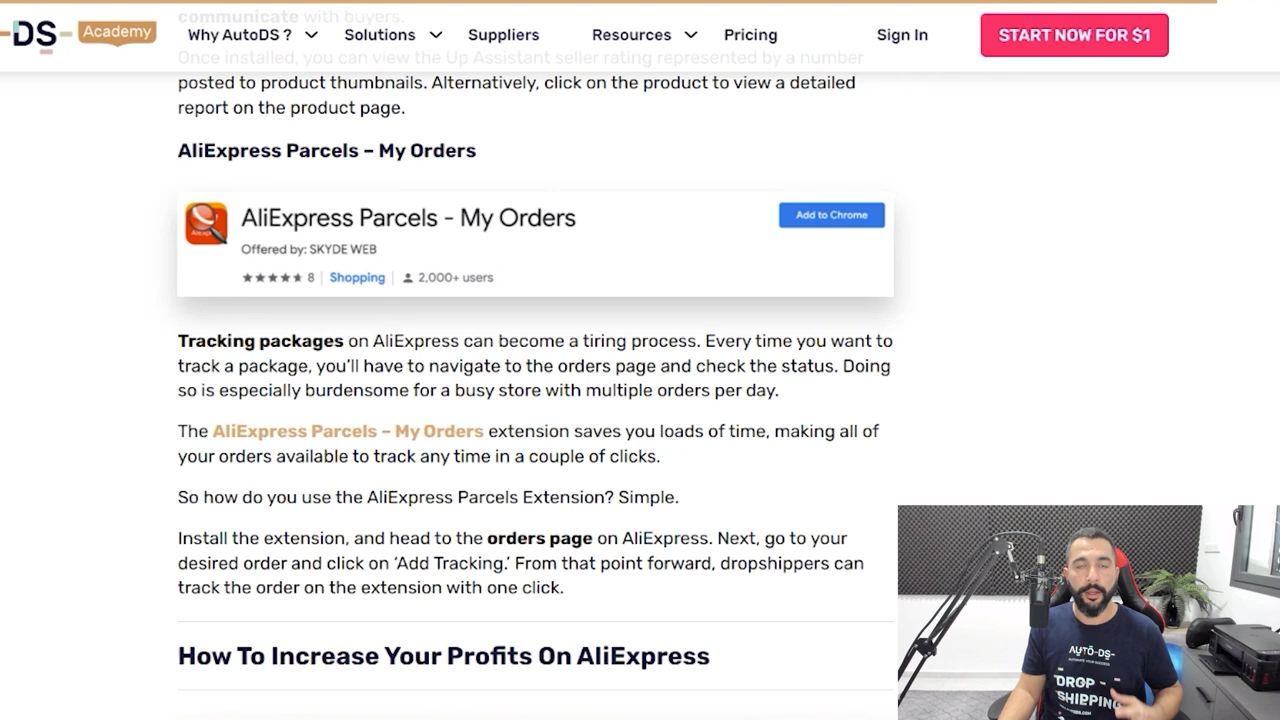 communicate with buyers.
DS
Academy
Why AutoDS ?
Solutions
Suppliers
Resources
Pricing
Sign In
START NOW FOR $1
Once installed, you can view the Up Assistant seller rating represented by a number
posted to product thumbnails. Alternatively, click on the product to view a detailed
report on the product page.
AliExpress Parcels – My Orders
AliExpress Parcels - My Orders
Add to Chrome
Offered by: SKYDE WEB
8
Shopping
2,000+ users
Tracking packages on AliExpress can become a tiring process. Every time you want to
track a package, you’ll have to navigate to the orders page and check the status. Doing
so is especially burdensome for a busy store with multiple orders per day.
The AliExpress Parcels – My Orders extension saves you loads of time, making all of
your orders available to track any time in a couple of clicks.
So how do you use the AliExpress Parcels Extension? Simple.
Install the extension, and head to the orders page on AliExpress. Next, go to your
desired order and click on ‘Add Tracking.’ From that point forward, dropshippers can
track the order on the extension with one click.
How To Increase Your Profits On AliExpress
AUTO-DS-
AUTOMATE YOUR SUCCESS
DROP
SHIPPING